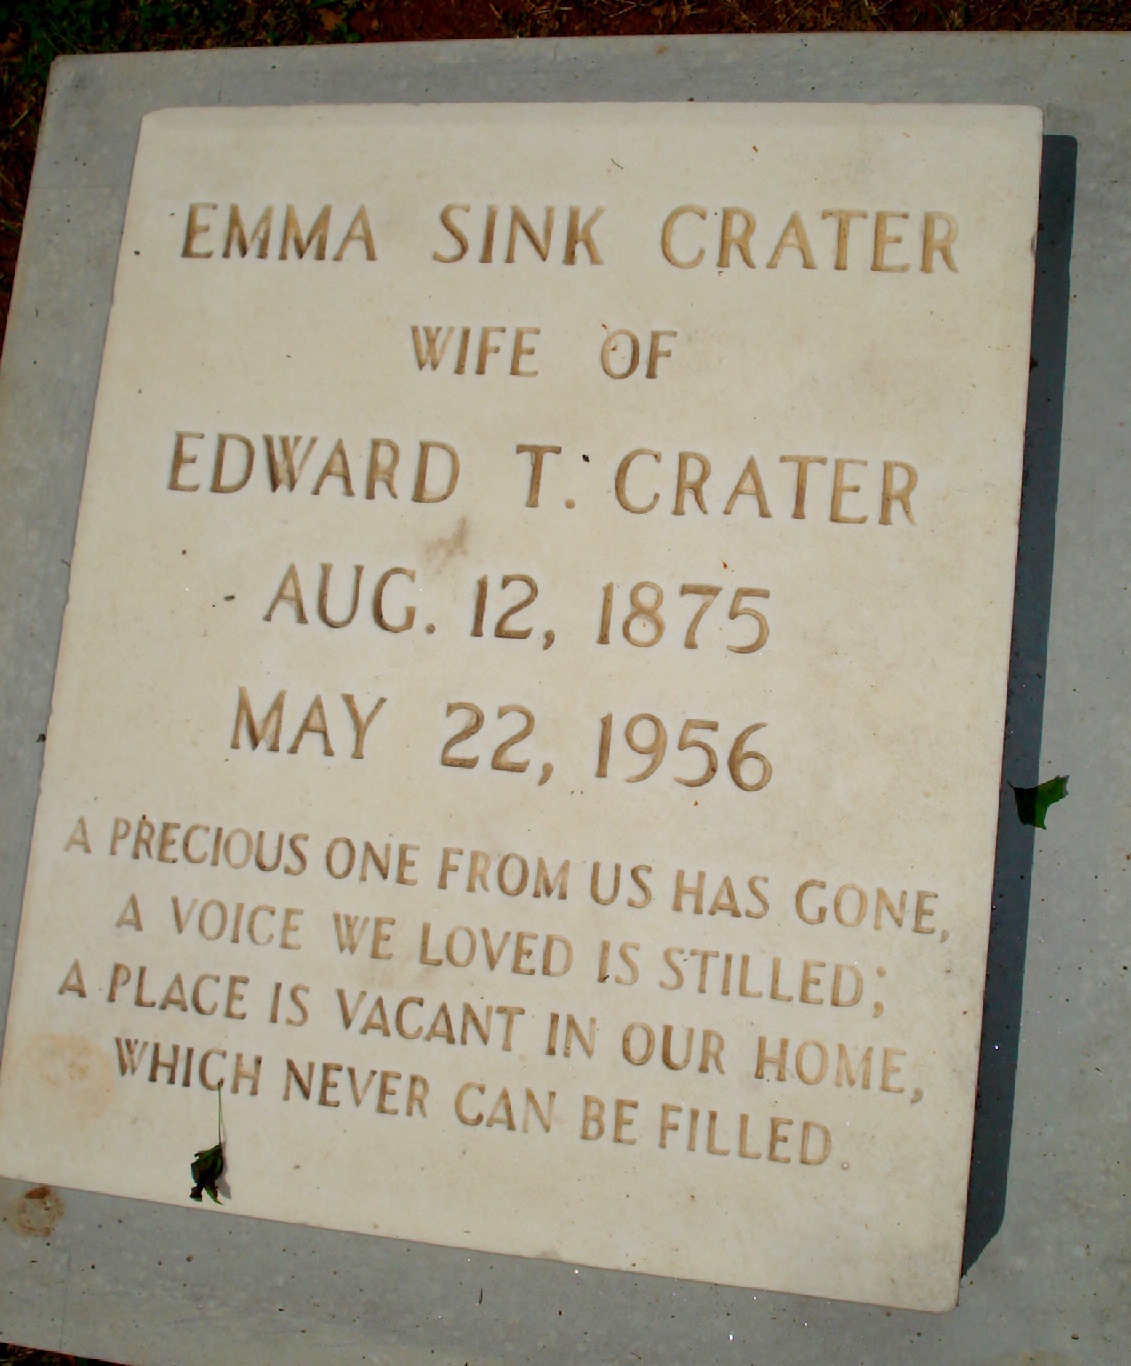 EMMA SINK CRATER
WIFE OF
EDWARD T. CRATER
AUG. 12, 1875
MAY 22, 1956
A PRECIOUS ONE FROM US HAS GONE,
A VOICE WE LOVED IS STILLED;
A PLACE IS VACANT IN OUR HOME,
WHICH NEVER CAN BE FILLED.